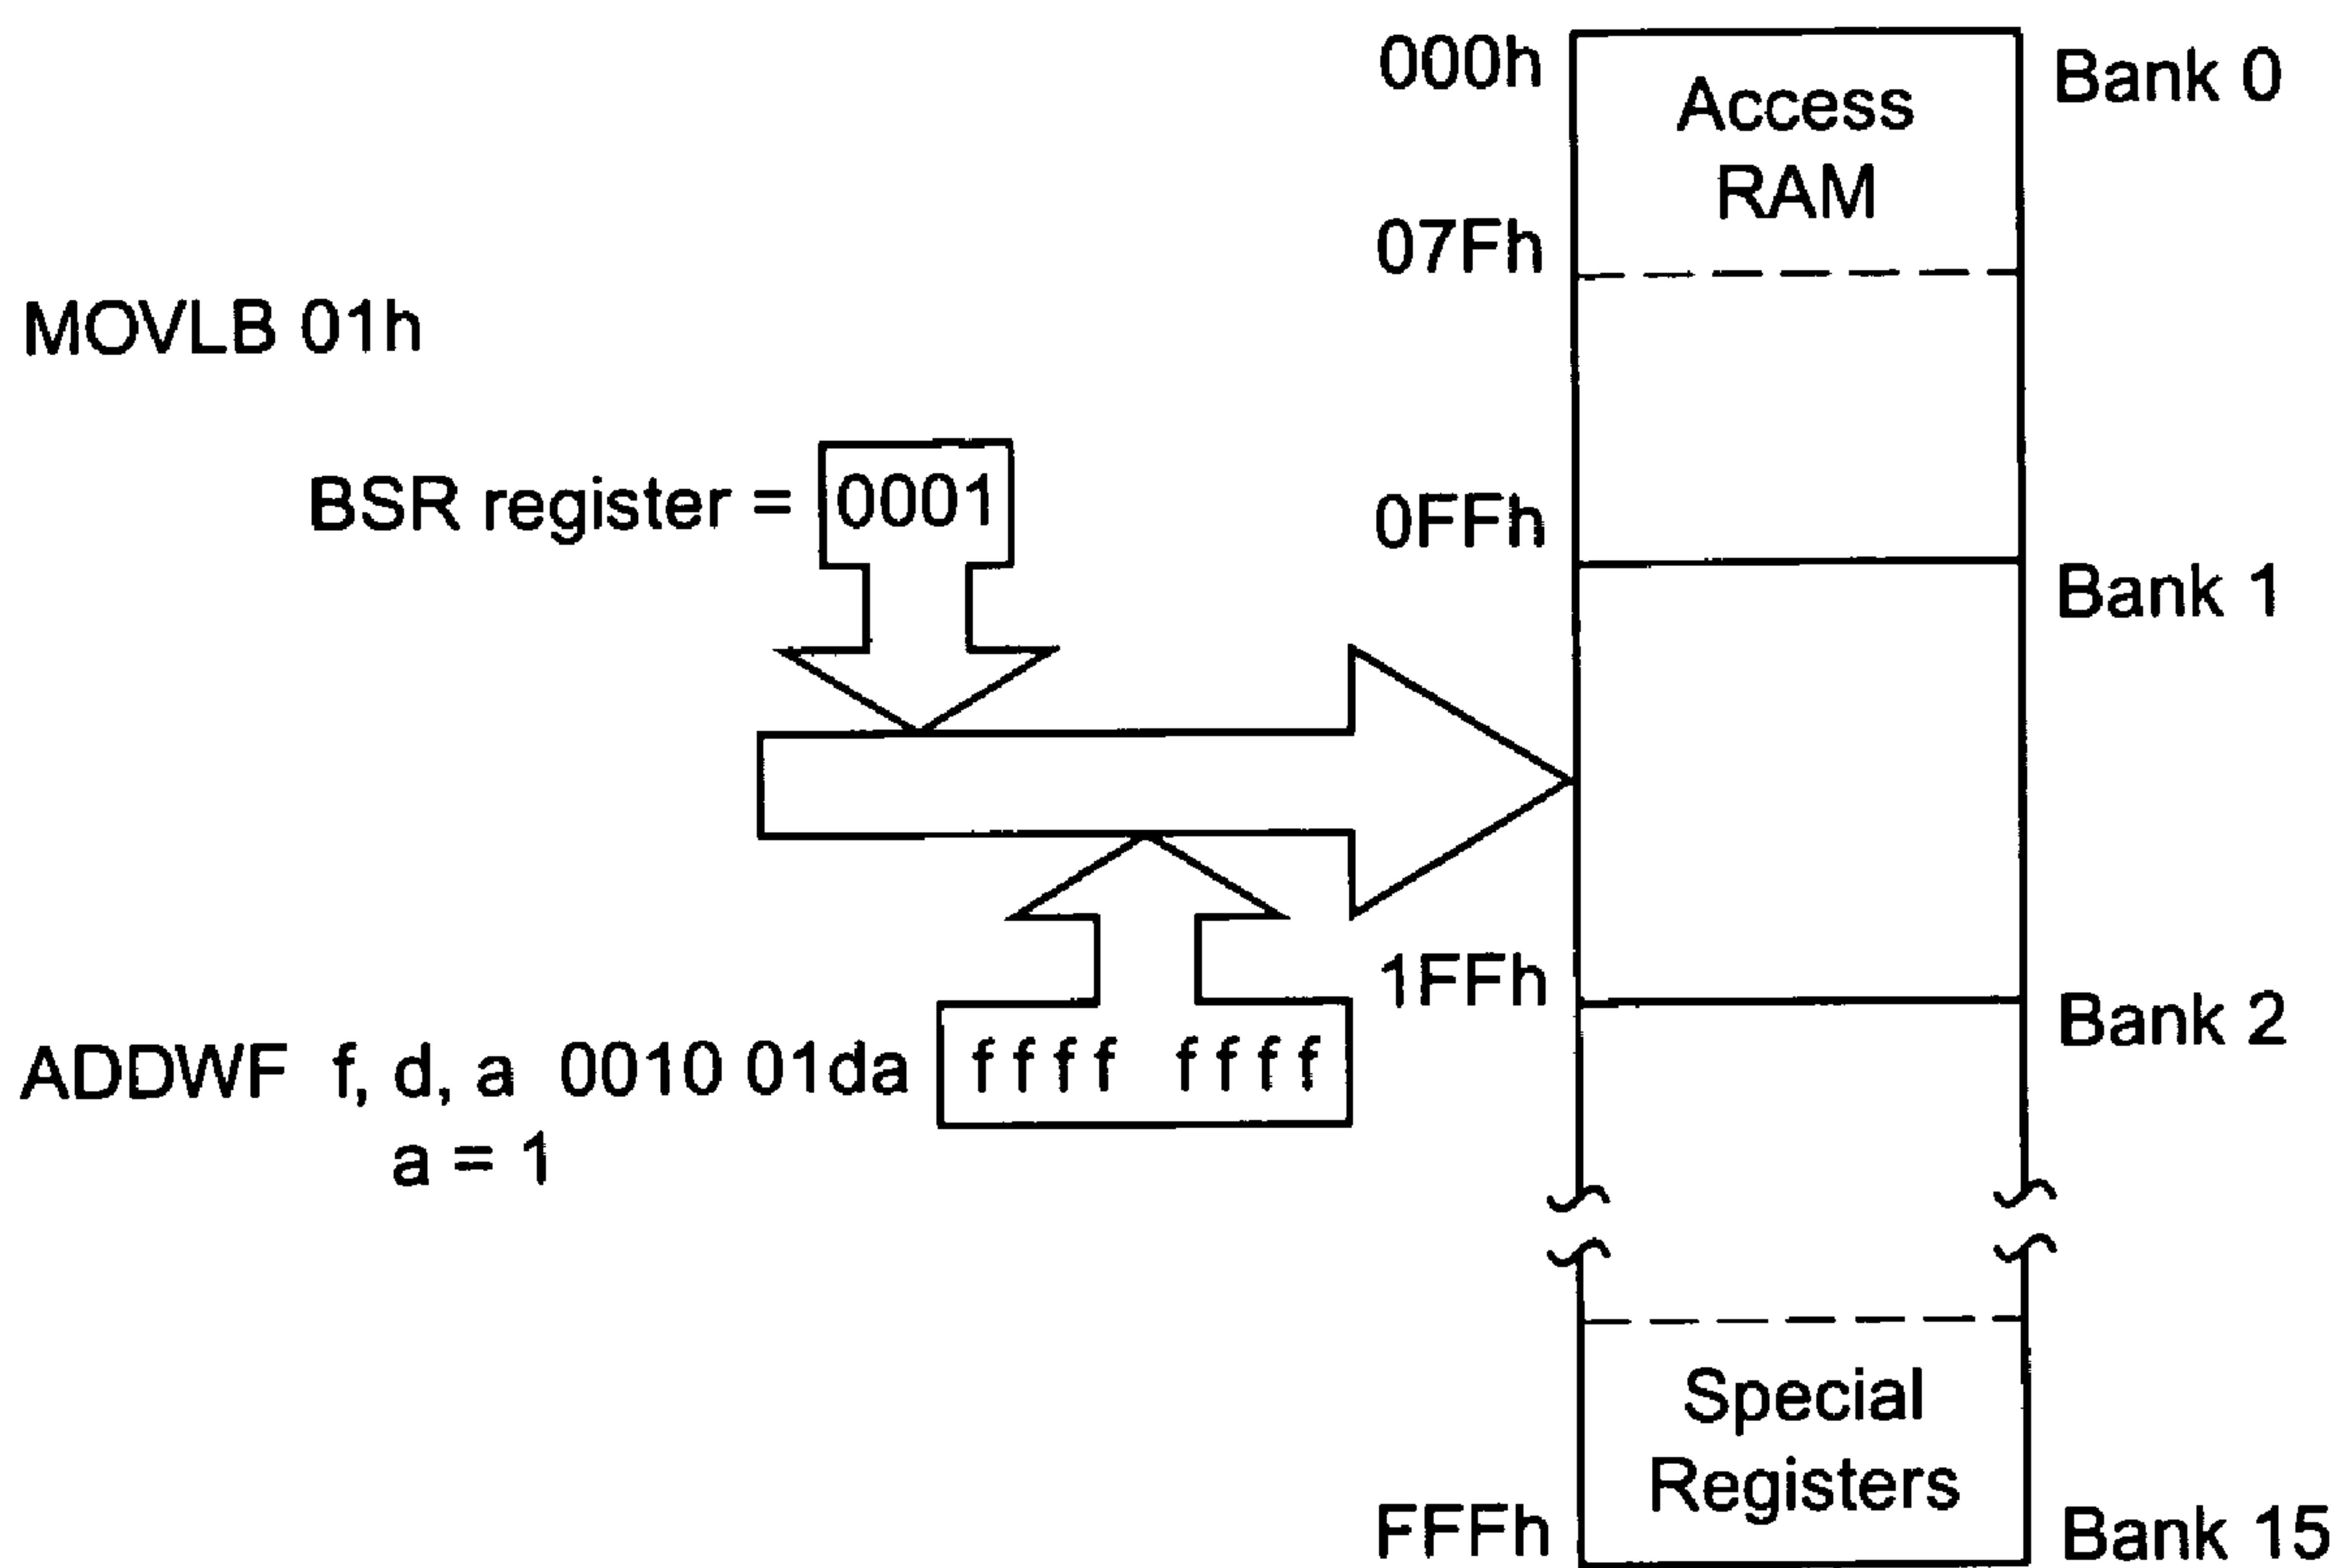 000h
Access
RAM
Bank 0
07Fh
MOVLB 01h
BSR register = 0001
0FFh
Bank 1
1FFh
Bank 2
ADDWF f, d, a 0010 01da ffff ffff
a = 1
Special
Registers
FFFh
Bank 15